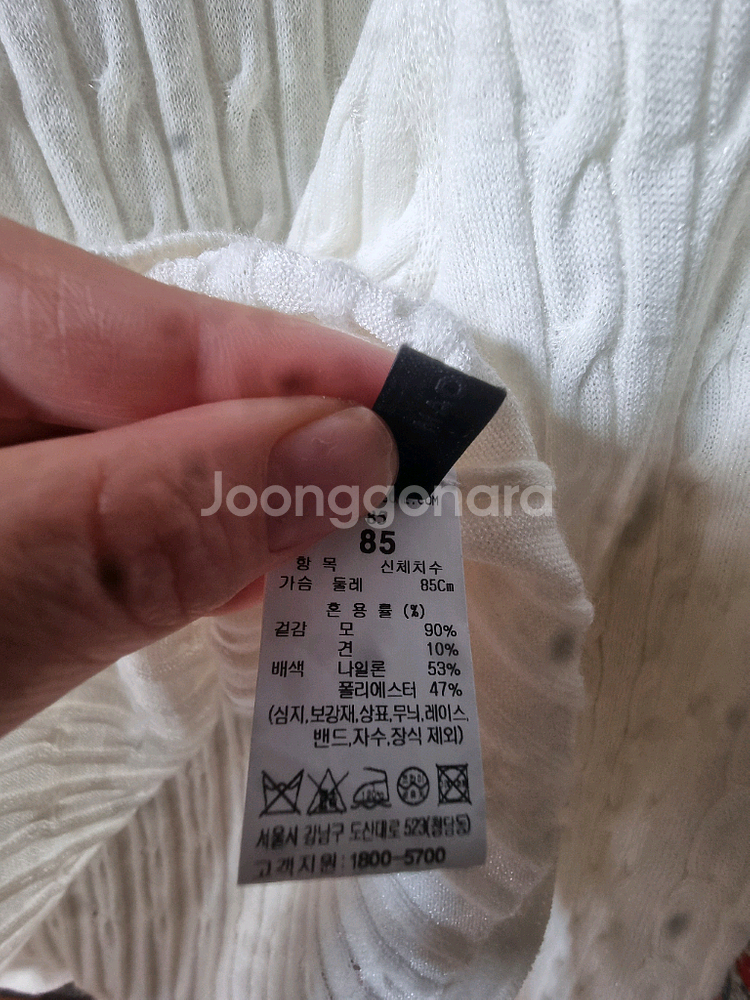 Joonggonara
85
85
항 목 신체치수
가슴 둘레 85Cm
혼 용 률 (%)
겉감 모 90%
견 10%
배색 나일론 53%
폴리에스터 47%
(심지,보강재,상표,무늬,레이스,
밴드,자수,장식 제외)
서울시 강남구 도산대로 523(청담동)
고객지원 : 1800-5700